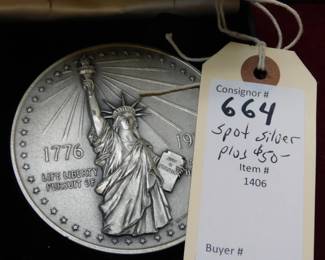 1776
19
LIFE LIBERTY
PURSUIT OF
Consignor #
664
spot silver
plus $50-
Item #
1406
Buyer #